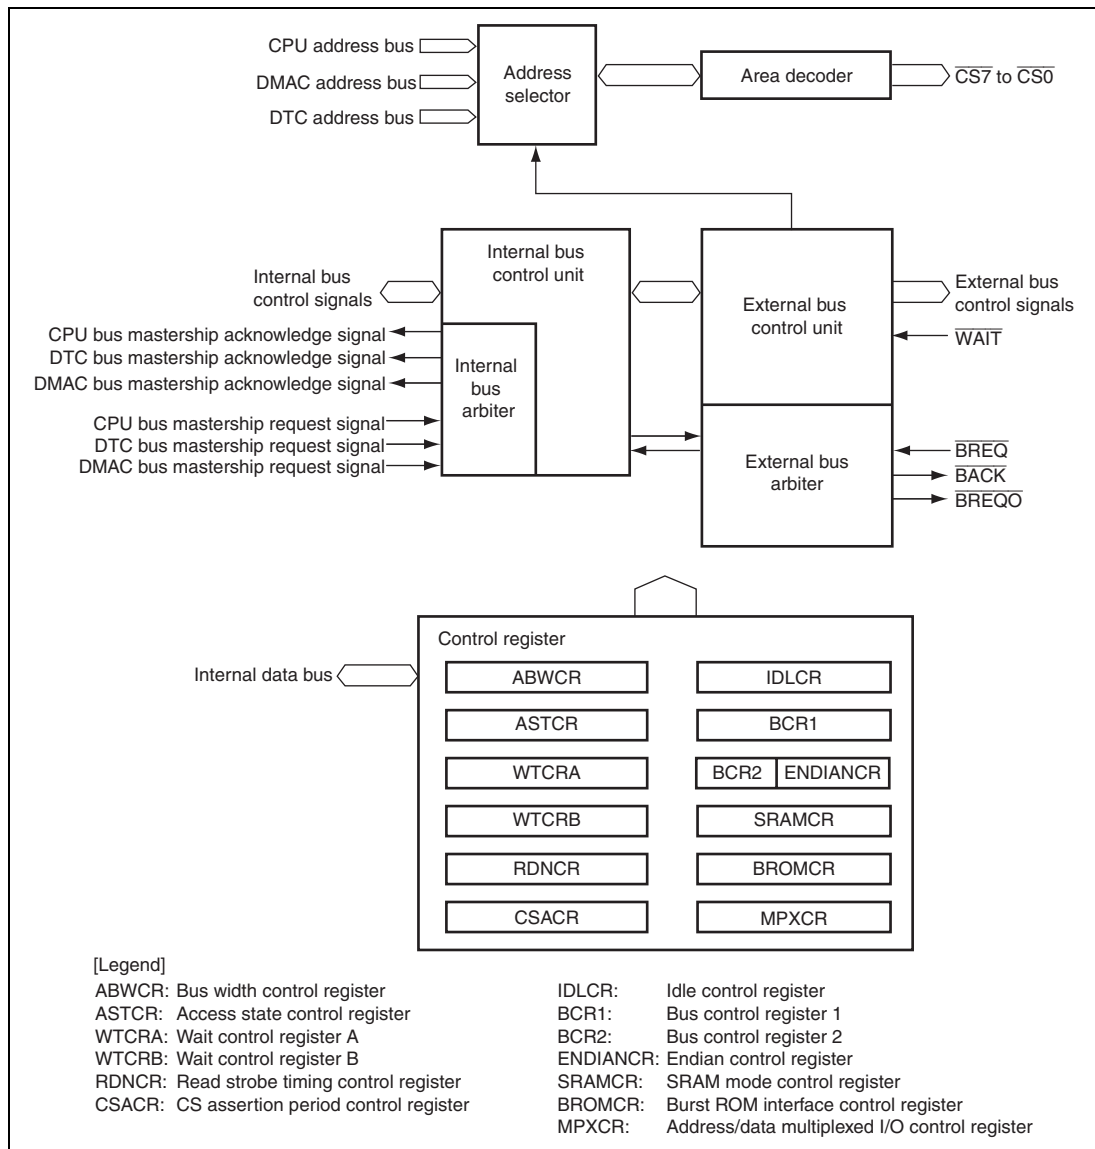 CPU address bus
DMAC address bus
DTC address bus
Address
selector
Area decoder
CS7 to CS0
Internal bus
control signals
CPU bus mastership acknowledge signal
DTC bus mastership acknowledge signal
DMAC bus mastership acknowledge signal
CPU bus mastership request signal
DTC bus mastership request signal
DMAC bus mastership request signal
Internal bus
control unit
Internal
bus
arbiter
External bus
control unit
External bus
arbiter
External bus
control signals
WAIT
BREQ
BACK
BREQO
Internal data bus
Control register
ABWCR
IDLCR
ASTCR
BCR1
WTCRA
BCR2 ENDIANCR
WTCRB
SRAMCR
RDNCR
BROMCR
CSACR
MPXCR
[Legend]
ABWCR: Bus width control register
ASTCR: Access state control register
WTCRA: Wait control register A
WTCRB: Wait control register B
RDNCR: Read strobe timing control register
CSACR: CS assertion period control register
IDLCR: Idle control register
BCR1: Bus control register 1
BCR2: Bus control register 2
ENDIANCR: Endian control register
SRAMCR: SRAM mode control register
BROMCR: Burst ROM interface control register
MPXCR: Address/data multiplexed I/O control register